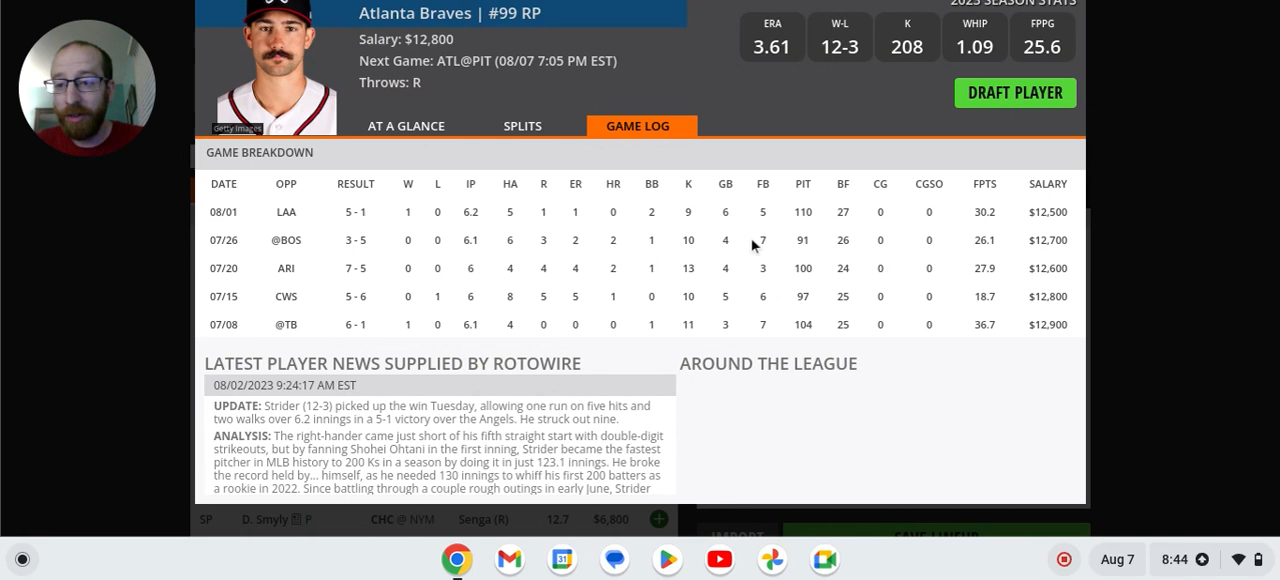 2023 SEASON STATS
Atlanta Braves | #99 RP
Salary: $12,800
Next Game: ATL@PIT (08/07 7:05 PM EST)
Throws: R
ERA W-L K WHIP FPPG
3.61 12-3 208 1.09 25.6
DRAFT PLAYER
Getty Images
AT A GLANCE SPLITS GAME LOG
GAME BREAKDOWN
DATE OPP RESULT W L IP HA R ER HR BB K GB FB PIT BF CG CGSO FPTS SALARY
08/01 LAA 5 - 1 1 0 6.2 5 1 1 0 2 9 6 5 110 27 0 0 30.2 $12,500
07/26 @BOS 3 - 5 0 0 6.1 6 3 2 2 1 10 4 7 91 26 0 0 26.1 $12,700
07/20 ARI 7 - 5 0 0 6 4 4 4 2 1 13 4 3 100 24 0 0 27.9 $12,600
07/15 CWS 5 - 6 0 1 6 8 5 5 1 0 10 5 6 97 25 0 0 18.7 $12,800
07/08 @TB 6 - 1 1 0 6.1 4 0 0 0 1 11 3 7 104 25 0 0 36.7 $12,900
LATEST PLAYER NEWS SUPPLIED BY ROTOWIRE
AROUND THE LEAGUE
08/02/2023 9:24:17 AM EST
UPDATE: Strider (12-3) picked up the win Tuesday, allowing one run on five hits and
two walks over 6.2 innings in a 5-1 victory over the Angels. He struck out nine.
ANALYSIS: The right-hander came just short of his fifth straight start with double-digit
strikeouts, but by fanning Shohei Ohtani in the first inning, Strider became the fastest
pitcher in MLB history to 200 Ks in a season by doing it in just 123.1 innings. He broke
the record held by... himself, as he needed 130 innings to whiff his first 200 batters as
a rookie in 2022. Since battling through a couple rough outings in early June, Strider
SP D. Smyly P CHC @ NYM Senga (R) 12.7 $6,800
IMPORT SAVE LINEUP
31
Aug 7 8:44